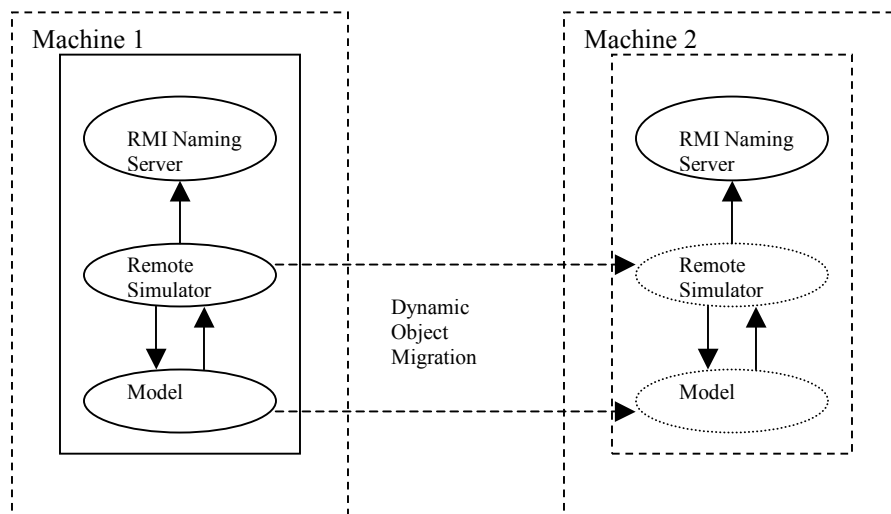 Machine 1
RMI Naming
Server
Remote
Simulator
Model
Dynamic
Object
Migration
Machine 2
RMI Naming
Server
Remote
Simulator
Model